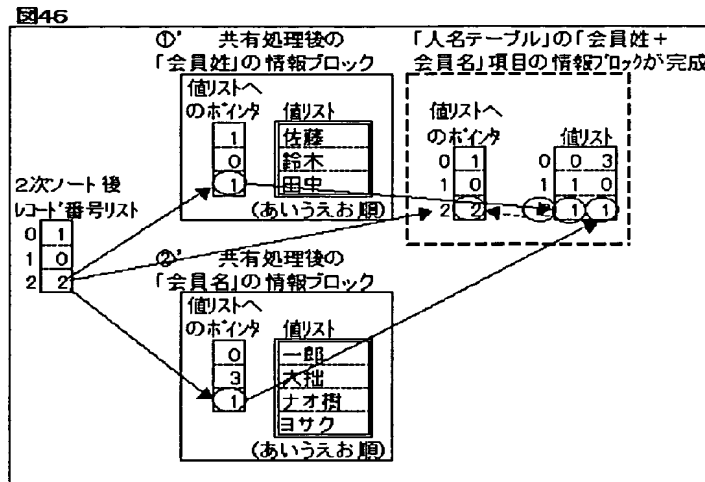 図46
①' 共有処理後の
「会員姓」の情報ブロック
値リストへ
のポインタ 値リスト
1 佐藤
0 鈴木
1 田中
(あいうえお順)
「人名テーブル」の「会員姓+
会員名」項目の情報ブロックが完成
値リストへ
のポインタ 値リスト
0 1 0 0 3
1 0 1 1 0
2 2 2 1 1
2次ソート後
レコード番号リスト
0 1
1 0
2 2
②' 共有処理後の
「会員名」の情報ブロック
値リストへ
のポインタ 値リスト
0 一郎
3 大拙
1 ナオ樹
ヨサク
(あいうえお順)